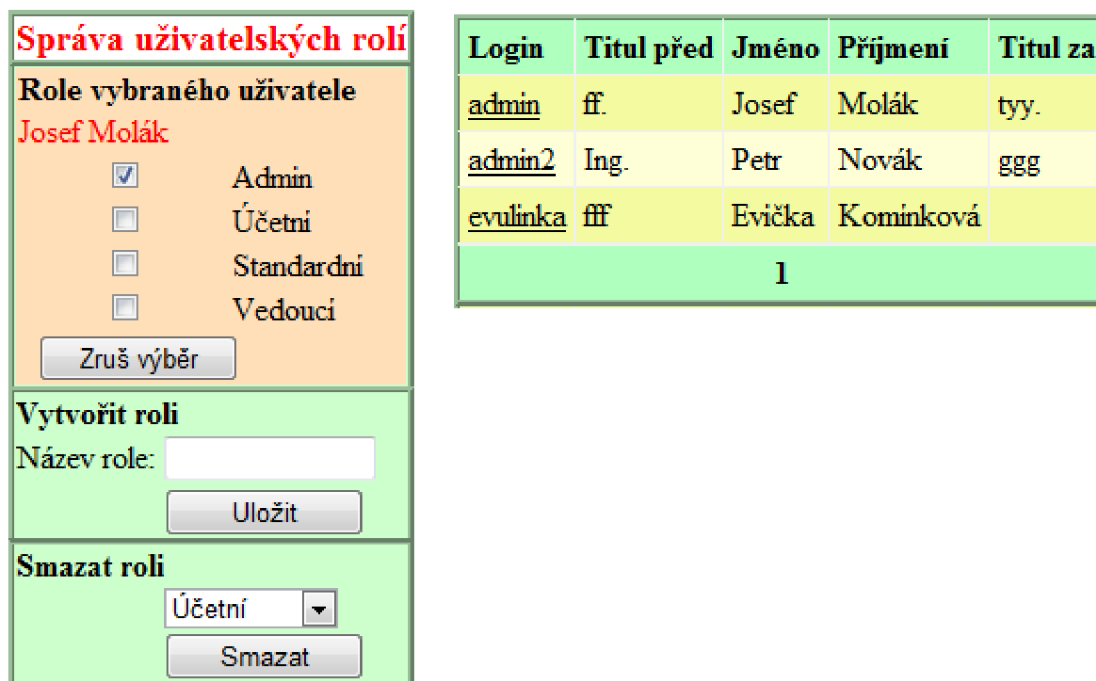 Správa uživatelských rolí
Role vybraného uživatele
Josef Molák
Admin
Účetní
Standardní
Vedoucí
Zruš výběr
Vytvořit roli
Název role:
Uložit
Smazat roli
Účetní
Smazat
Login Titul před Jméno Příjmení Titul za
admin ff. Josef Molák tyy.
admin2 Ing. Petr Novák ggg
evulinka fff Evička Kominková
1